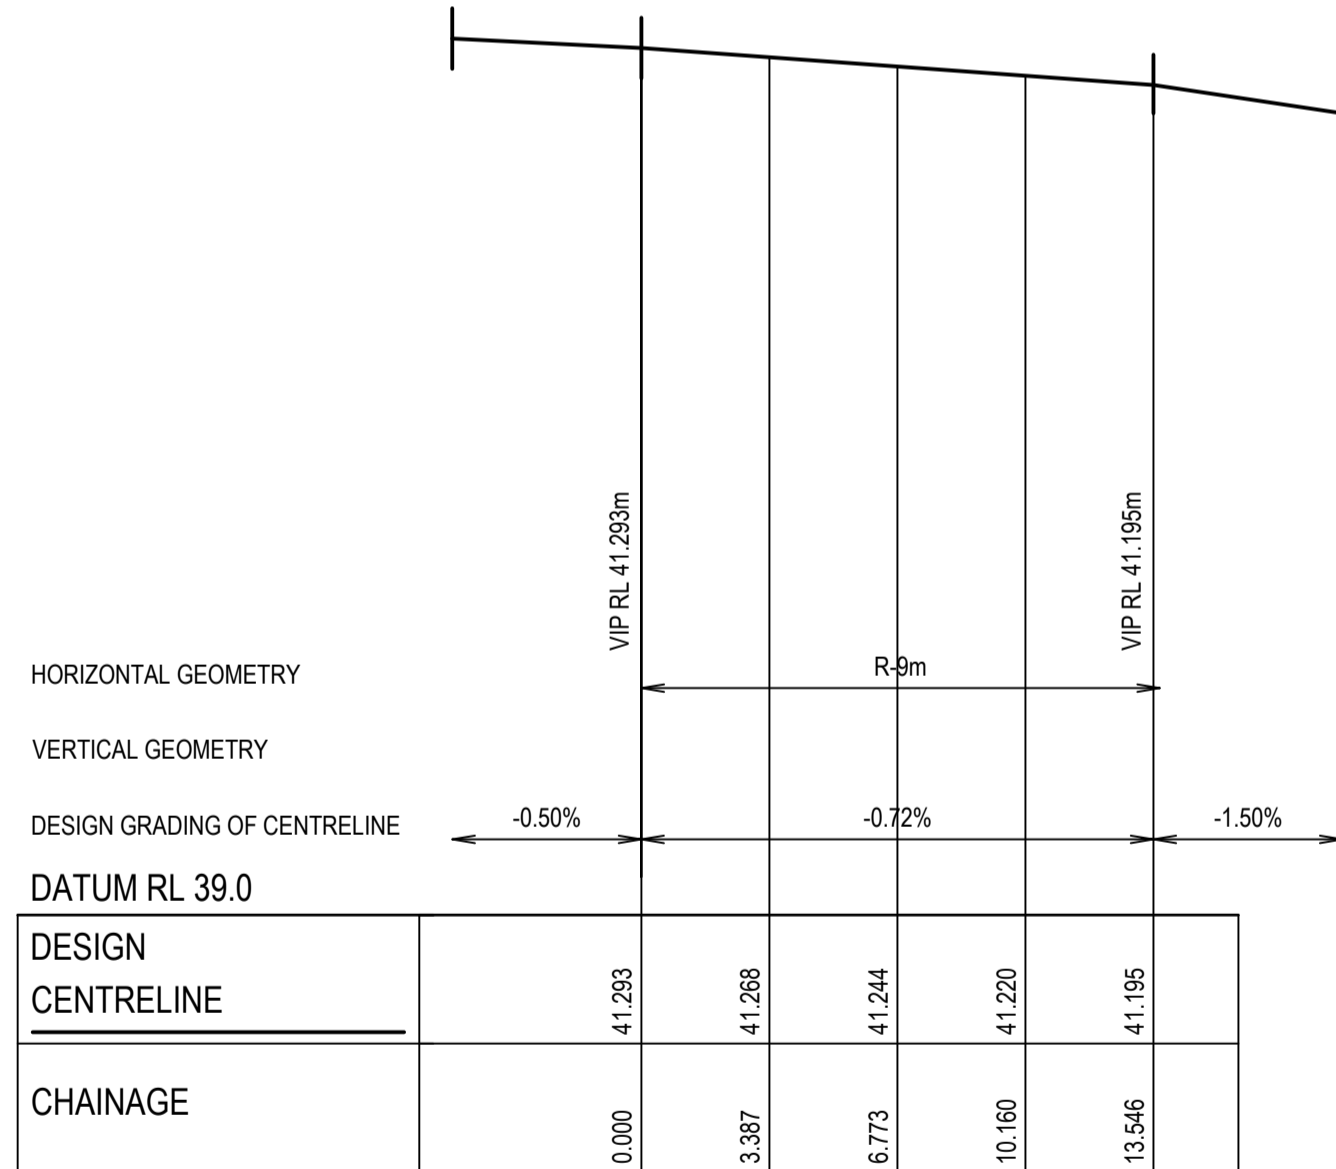 VIP RL 41.293m
VIP RL 41.195m
HORIZONTAL GEOMETRY
R-9m
VERTICAL GEOMETRY
DESIGN GRADING OF CENTRELINE
-0.50%
-0.72%
-1.50%
DATUM RL 39.0
DESIGN
CENTRELINE
41.293
41.268
41.244
41.220
41.195
CHAINAGE
0.000
3.387
6.773
10.160
13.546